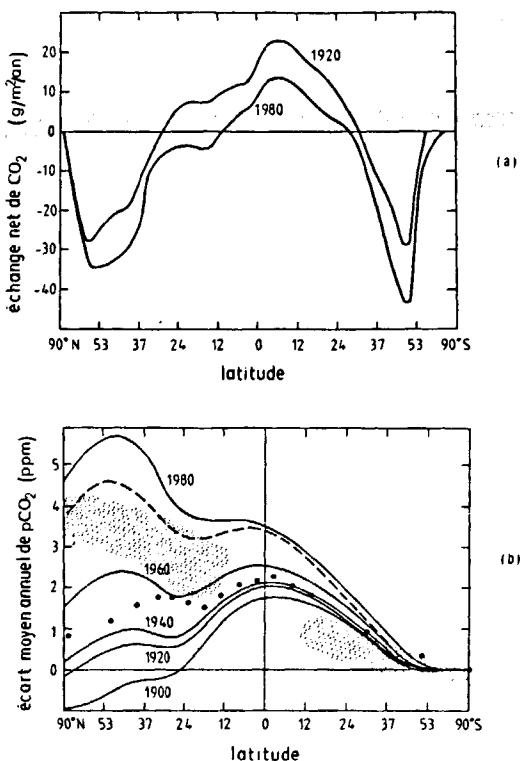 échange net de CO₂ (g/m²/an)
20
10
0
-10
-20
-30
-40
1920
1980
(a)
90°N 53 37 24 12 0 12 24 37 53 90°S
latitude
écart moyen annuel de pCO₂ (ppm)
5
4
3
2
1
0
1980
1960
1940
1920
1900
(b)
90°N 53 37 24 12 0 12 24 37 53 90°S
latitude